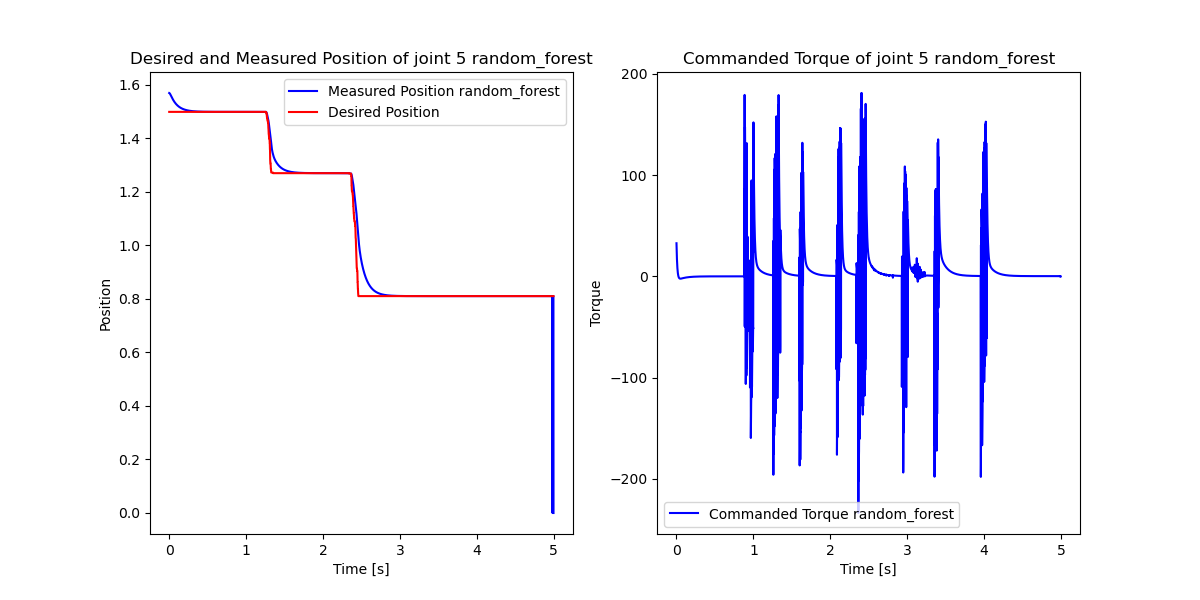 Desired and Measured Position of joint 5 random_forest
Measured Position random_forest
Desired Position
1.6
1.4
1.2
1.0
0.8
0.6
0.4
0.2
0.0
Position
0
1
2
3
4
5
Time [s]
Commanded Torque of joint 5 random_forest
200
100
0
−100
−200
Torque
Commanded Torque random_forest
0
1
2
3
4
5
Time [s]